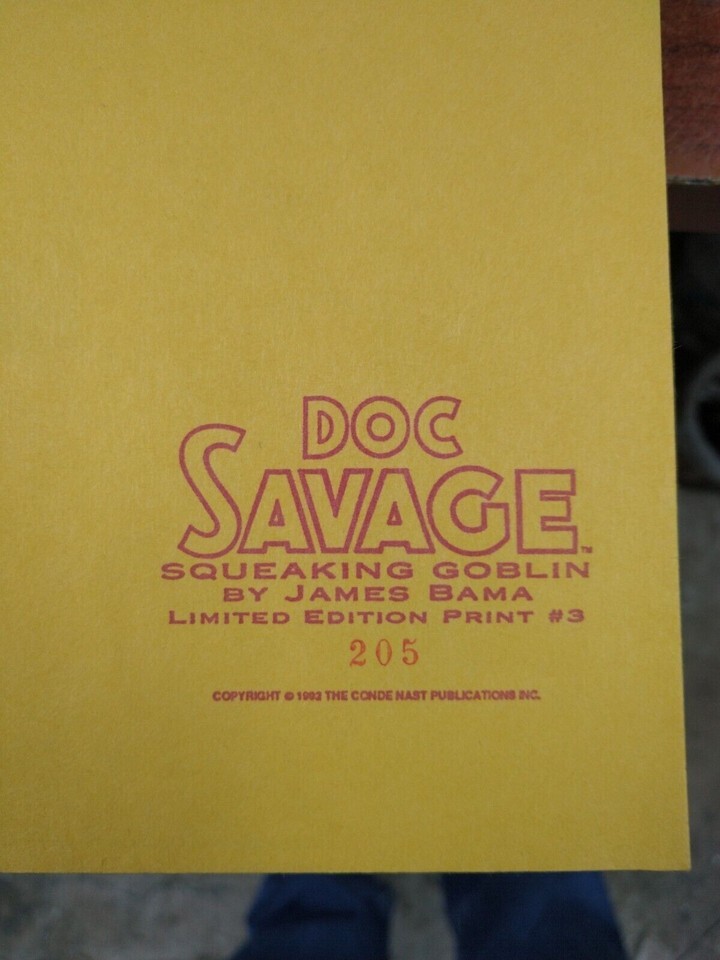 DOC
SAVAGE™
SQUEAKING GOBLIN
BY JAMES BAMA
LIMITED EDITION PRINT #3
205
COPYRIGHT © 1992 THE CONDE NAST PUBLICATIONS INC.